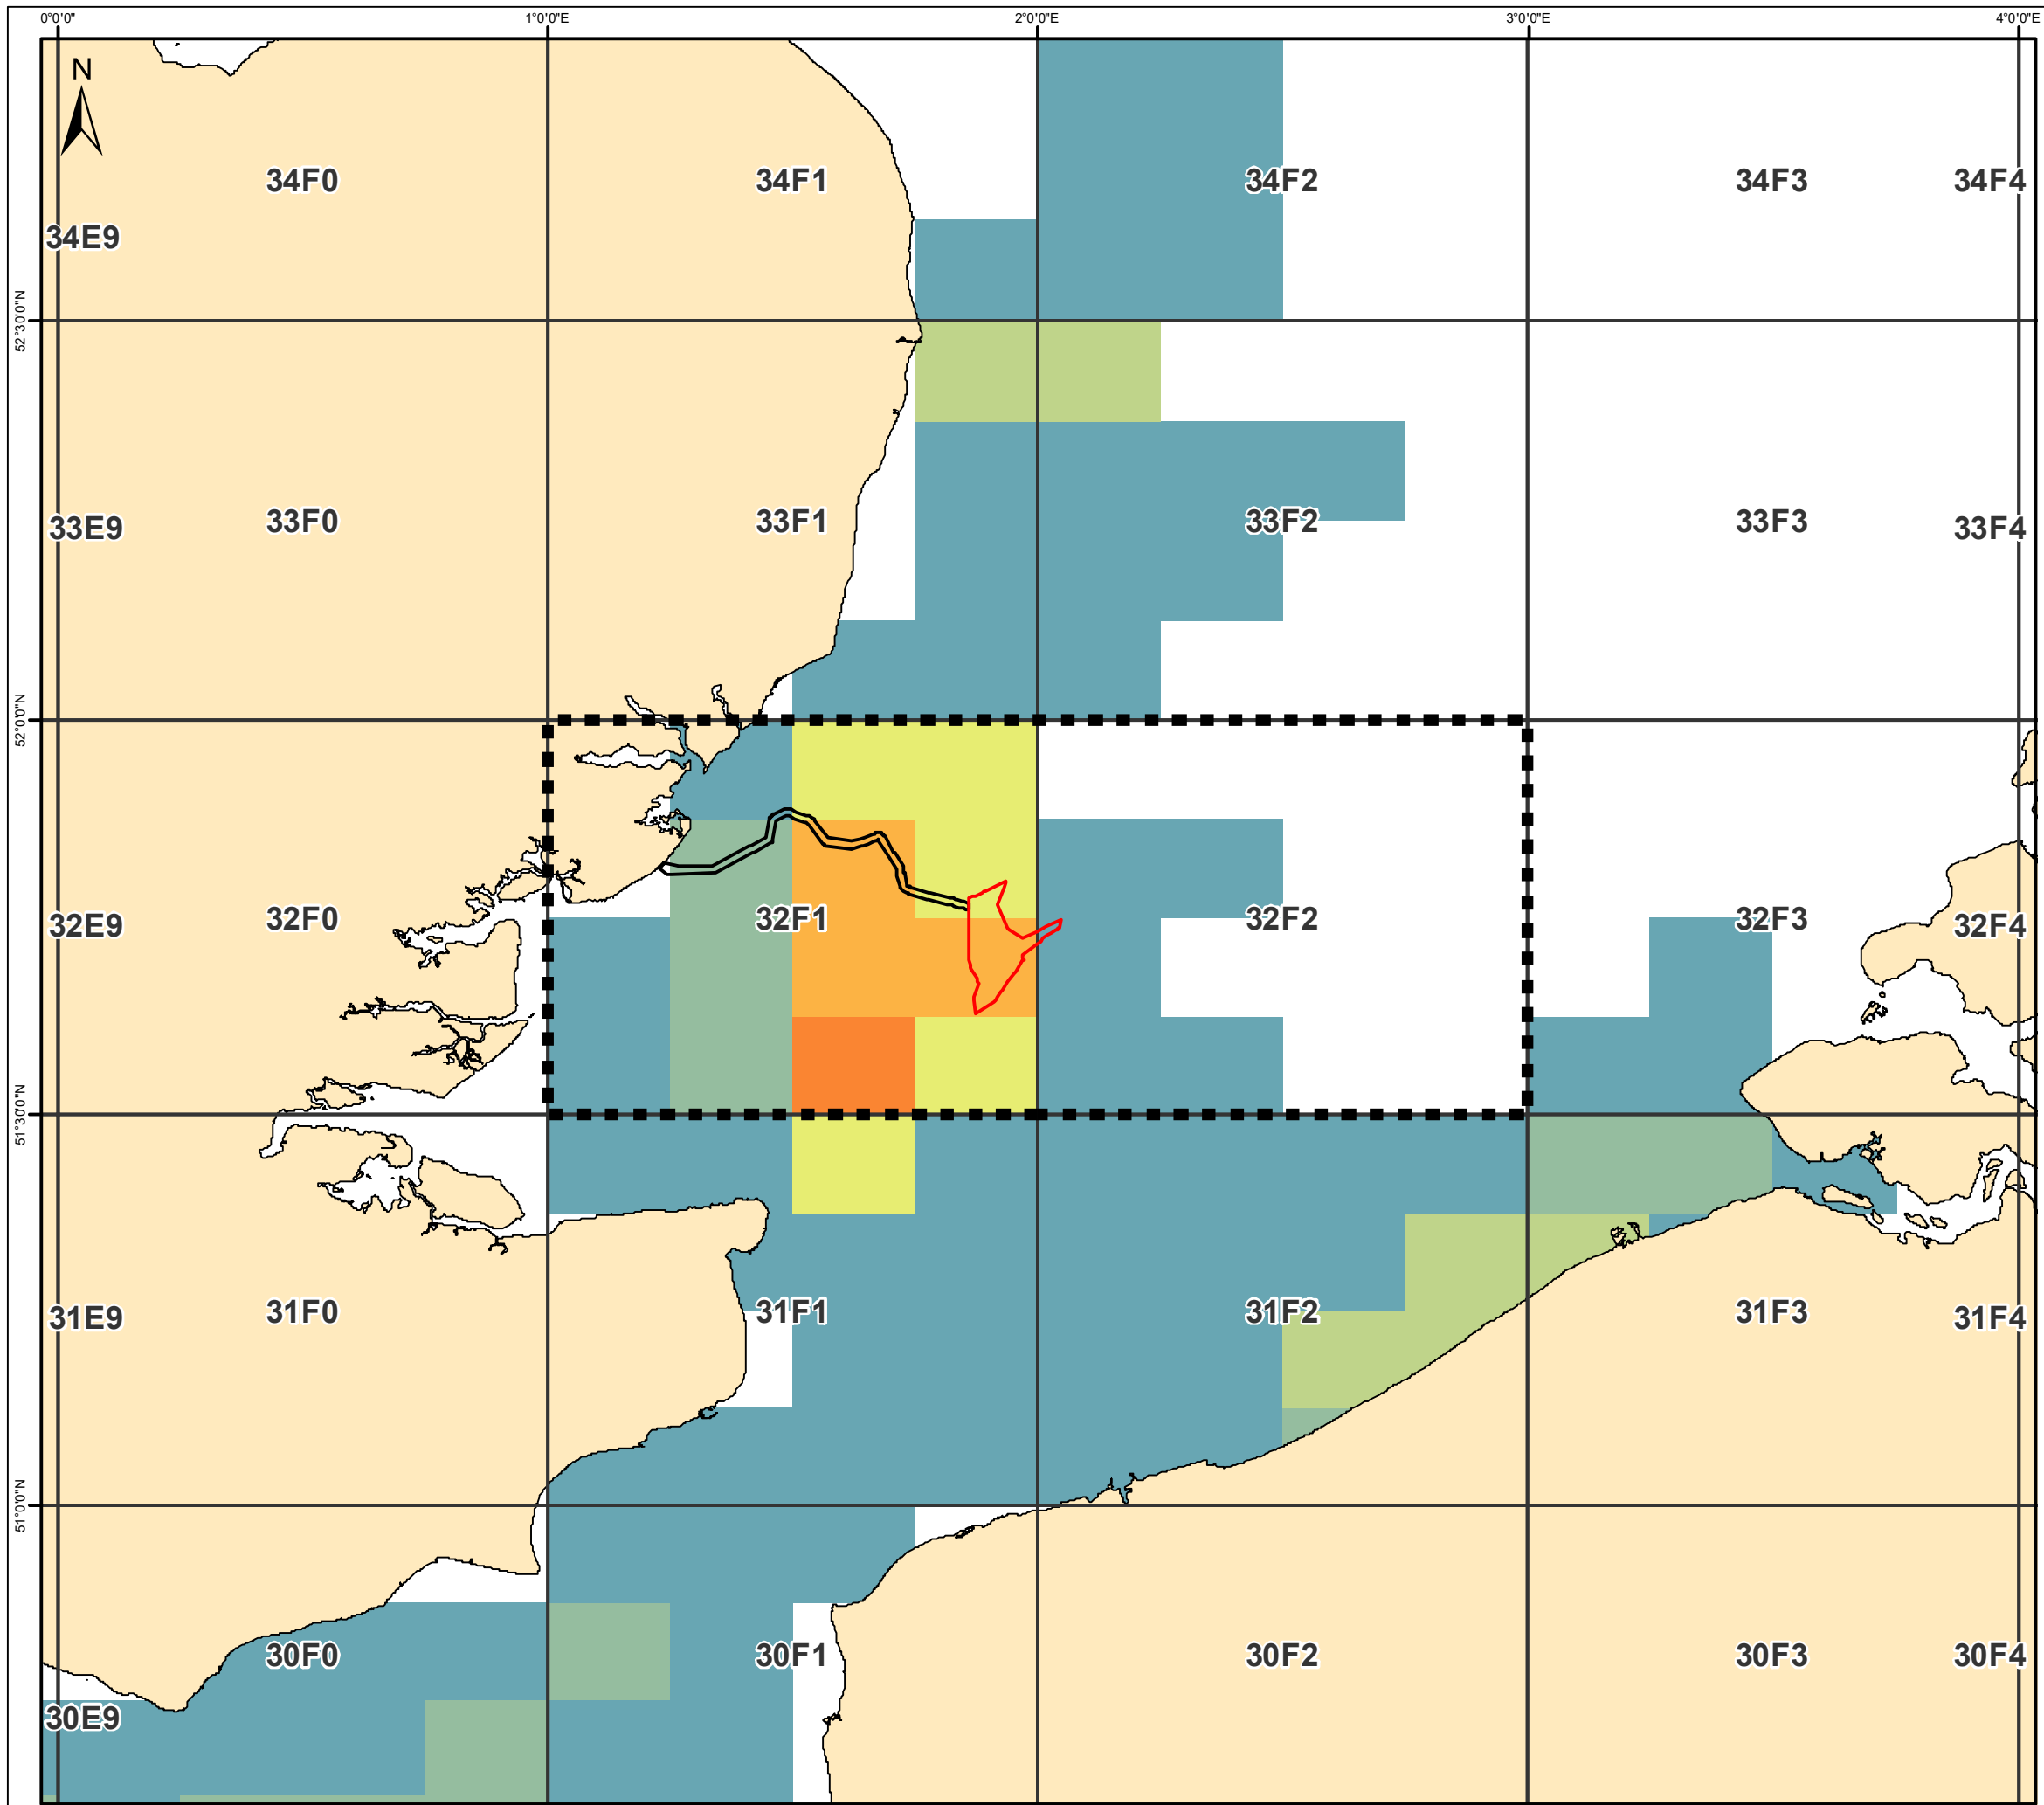 0°0'0" 1°0'0"E 2°0'0"E 3°0'0"E 4°0'0"E
N
34F0 34F1 34F2 34F3 34F4
34E9
52°30'0"N
33E9 33F0 33F1 33F2 33F3 33F4
52°0'0"N
32E9 32F0 32F1 32F2 32F3 32F4
51°30'0"N
31E9 31F0 31F1 31F2 31F3 31F4
51°0'0"N
30F0 30F1 30F2 30F3 30F4
30E9